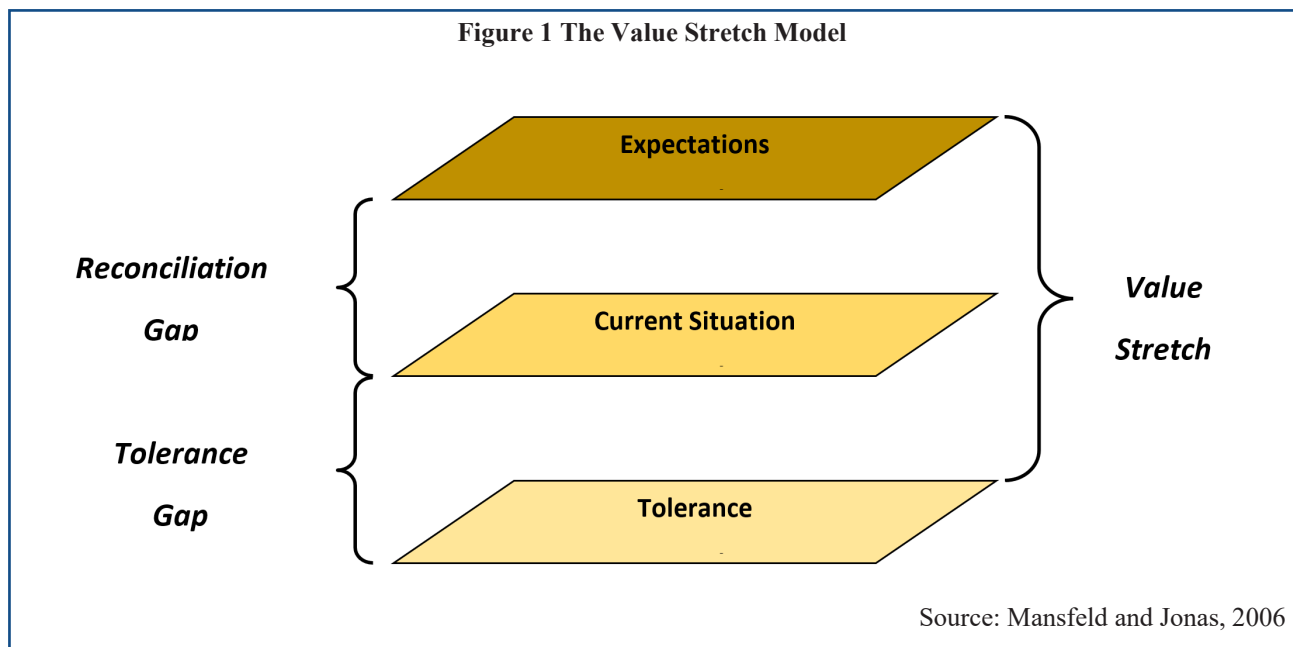 Figure 1 The Value Stretch Model
Expectations
Reconciliation
Gap
Current Situation
Value
Stretch
Tolerance
Gap
Tolerance
Source: Mansfeld and Jonas, 2006